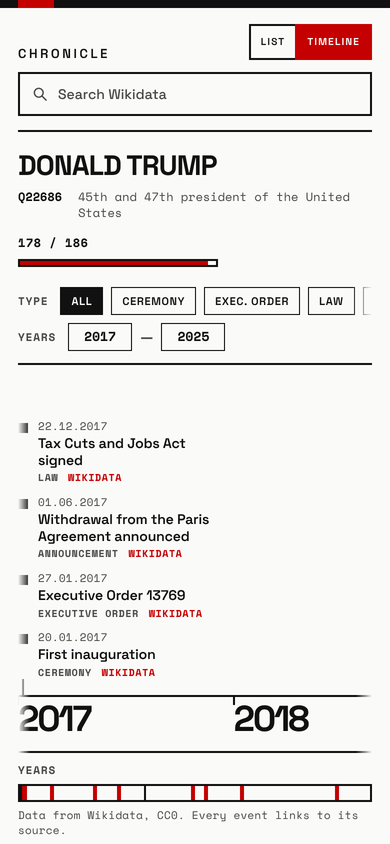 LIST TIMELINE
CHRONICLE
Search Wikidata
DONALD TRUMP
Q22686 45th and 47th president of the United
States
178 / 186
TYPE ALL CEREMONY EXEC. ORDER LAW
YEARS 2017 — 2025
22.12.2017
Tax Cuts and Jobs Act
signed
LAW WIKIDATA
01.06.2017
Withdrawal from the Paris
Agreement announced
ANNOUNCEMENT WIKIDATA
27.01.2017
Executive Order 13769
EXECUTIVE ORDER WIKIDATA
20.01.2017
First inauguration
CEREMONY WIKIDATA
2017 2018
YEARS
Data from Wikidata, CC0. Every event links to its
source.